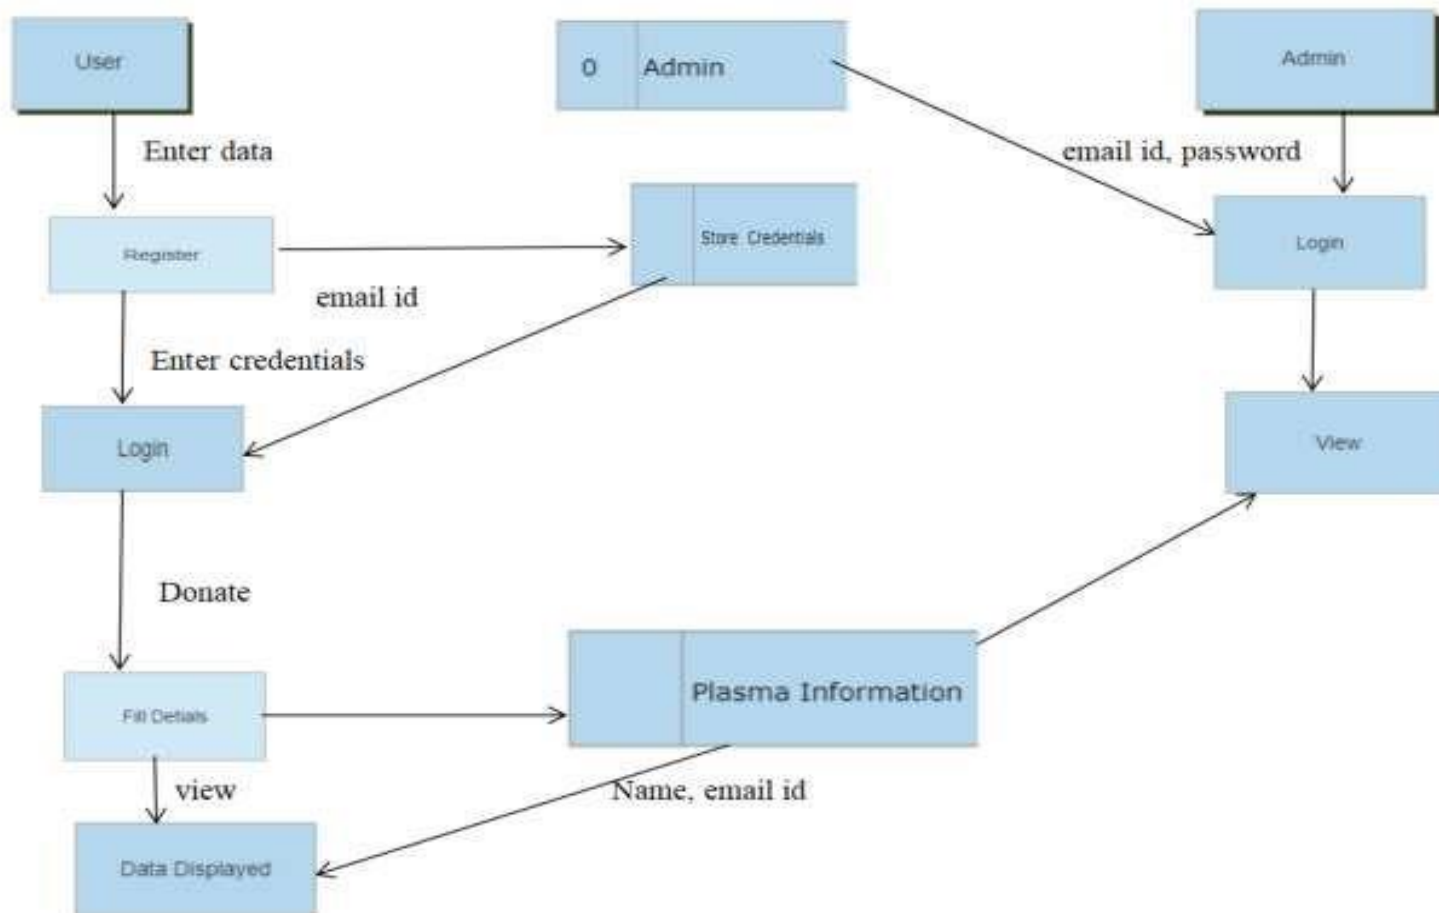 User
0 Admin
Admin
Enter data
email id, password
Register
Store Credentials
Login
email id
Enter credentials
Login
View
Donate
Fill Detials
Plasma Information
view
Name, email id
Data Displayed